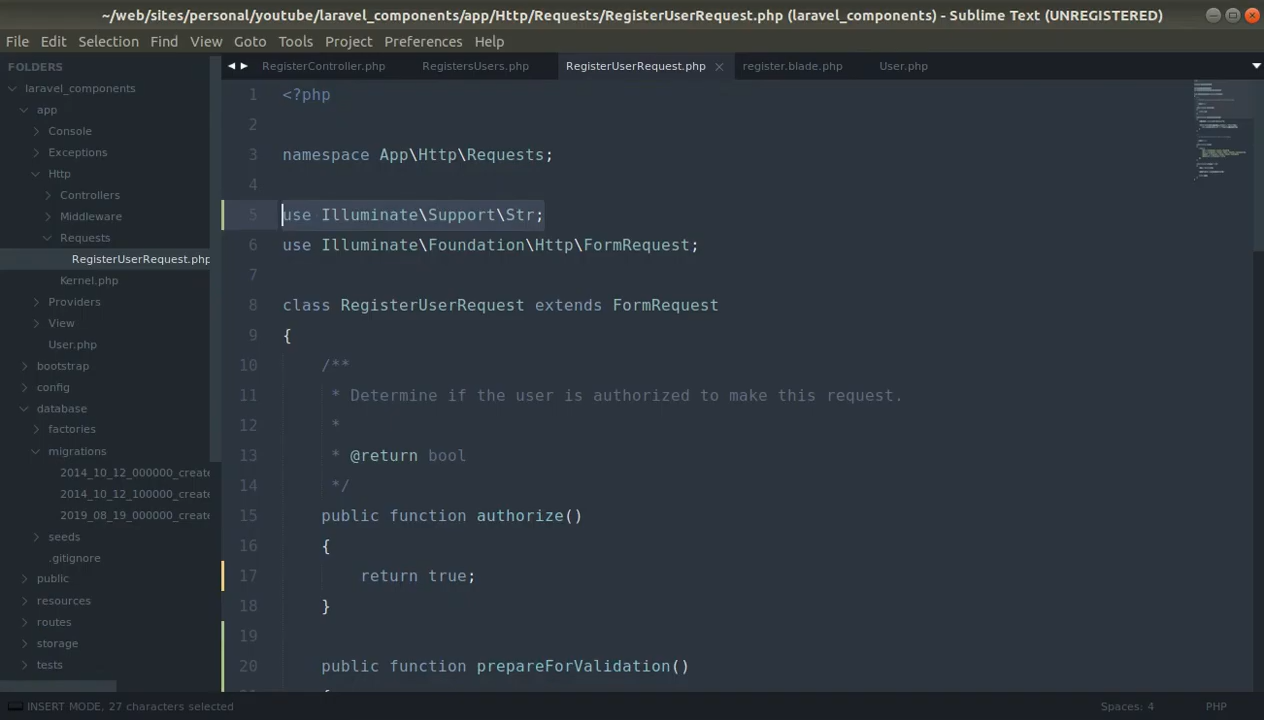 ~/web/sites/personal/youtube/laravel_components/app/Http/Requests/RegisterUserRequest.php (laravel_components) - Sublime Text (UNREGISTERED)
File Edit Selection Find View Goto Tools Project Preferences Help
FOLDERS
laravel_components
app
Console
Exceptions
Http
Controllers
Middleware
Requests
RegisterUserRequest.php
Kernel.php
Providers
View
User.php
bootstrap
config
database
factories
migrations
2014_10_12_000000_create
2014_10_12_100000_create
2019_08_19_000000_create
seeds
.gitignore
public
resources
routes
storage
tests
RegisterController.php RegistersUsers.php RegisterUserRequest.php register.blade.php User.php
1 <?php
2
3 namespace App\Http\Requests;
4
5 use Illuminate\Support\Str;
6 use Illuminate\Foundation\Http\FormRequest;
7
8 class RegisterUserRequest extends FormRequest
9 {
10 /**
11 * Determine if the user is authorized to make this request.
12 *
13 * @return bool
14 */
15 public function authorize()
16 {
17 return true;
18 }
19
20 public function prepareForValidation()
INSERT MODE, 27 characters selected
Spaces: 4 PHP